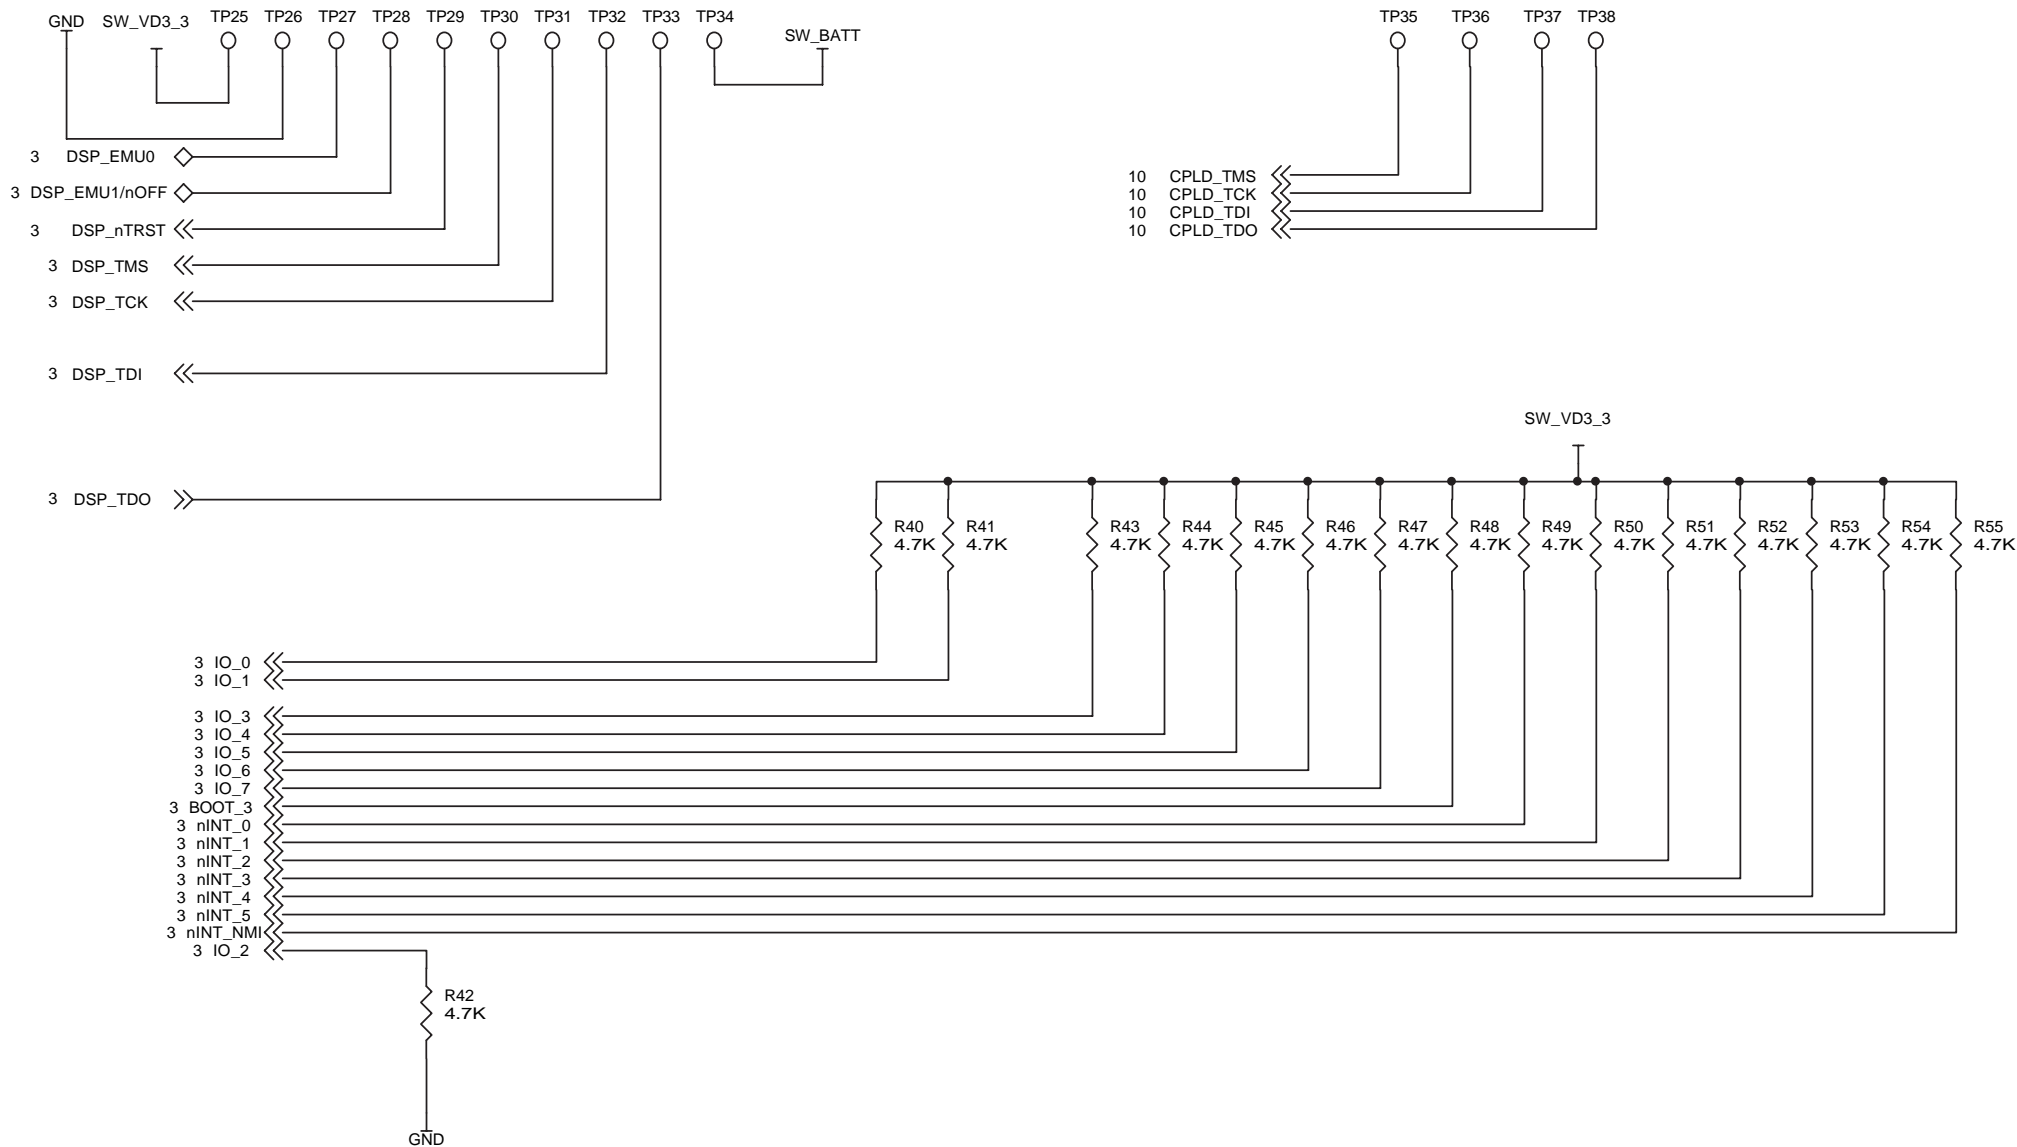 GND SW_VD3_3 TP25 TP26 TP27 TP28 TP29 TP30 TP31 TP32 TP33 TP34 SW_BATT TP35 TP36 TP37 TP38
3 DSP_EMU0
3 DSP_EMU1/nOFF
3 DSP_nTRST
3 DSP_TMS
3 DSP_TCK
3 DSP_TDI
3 DSP_TDO
10 CPLD_TMS
10 CPLD_TCK
10 CPLD_TDI
10 CPLD_TDO
SW_VD3_3
R40 R41 R43 R44 R45 R46 R47 R48 R49 R50 R51 R52 R53 R54 R55
4.7K 4.7K 4.7K 4.7K 4.7K 4.7K 4.7K 4.7K 4.7K 4.7K 4.7K 4.7K 4.7K 4.7K 4.7K
3 IO_0
3 IO_1
3 IO_3
3 IO_4
3 IO_5
3 IO_6
3 IO_7
3 BOOT_3
3 nINT_0
3 nINT_1
3 nINT_2
3 nINT_3
3 nINT_4
3 nINT_5
3 nINT_NMI
3 IO_2
R42
4.7K
GND